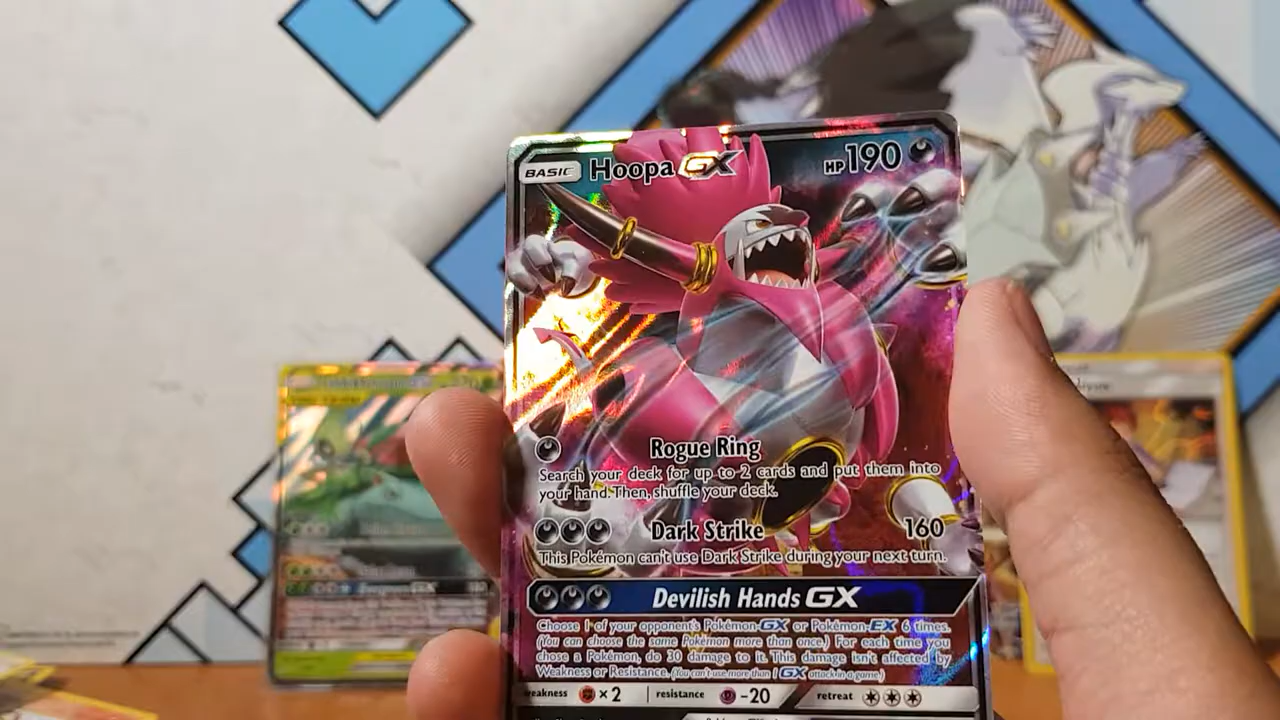 BASIC Hoopa GX HP 190
Rogue Ring
Search your deck for up to 2 cards and put them into
your hand. Then, shuffle your deck.
Dark Strike 160
This Pokémon can't use Dark Strike during your next turn.
Devilish Hands GX
Choose 1 of your opponent's Pokémon-GX or Pokémon-EX 6 times.
(You can choose the same Pokémon more than once.) For each time you
chose a Pokémon, do 30 damage to it. This damage isn't affected by
Weakness or Resistance. (You can't use more than 1 GX attack in a game.)
weakness ×2 resistance -20 retreat